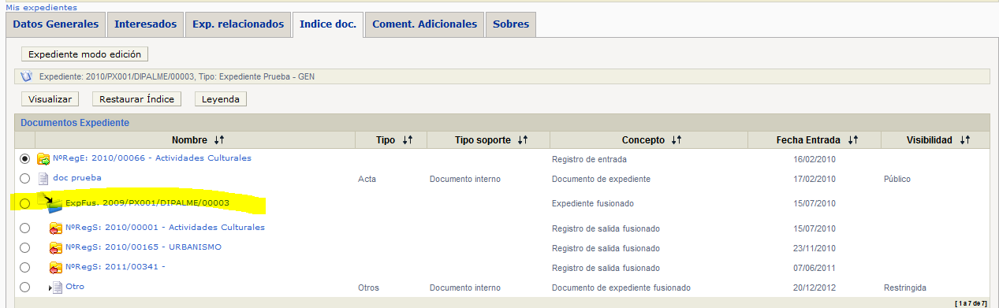 Mis expedientes
Datos Generales Interesados Exp. relacionados Indice doc. Coment. Adicionales Sobres
Expediente modo edición
Expediente: 2010/PX001/DIPALME/00003, Tipo: Expediente Prueba - GEN
Visualizar Restaurar Índice Leyenda
Documentos Expediente
Nombre Tipo Tipo soporte Concepto Fecha Entrada Visibilidad
NºRegE: 2010/00066 - Actividades Culturales Registro de entrada 16/02/2010
doc prueba Acta Documento interno Documento de expediente 17/02/2010 Público
ExpFus. 2009/PX001/DIPALME/00003 Expediente fusionado 15/07/2010
NºRegS: 2010/00001 - Actividades Culturales Registro de salida fusionado 15/07/2010
NºRegS: 2010/00165 - URBANISMO Registro de salida fusionado 23/11/2010
NºRegS: 2011/00341 - Registro de salida fusionado 07/06/2011
Otro Otros Documento interno Documento de expediente fusionado 20/12/2012 Restringida
[ 1 a 7 de 7]